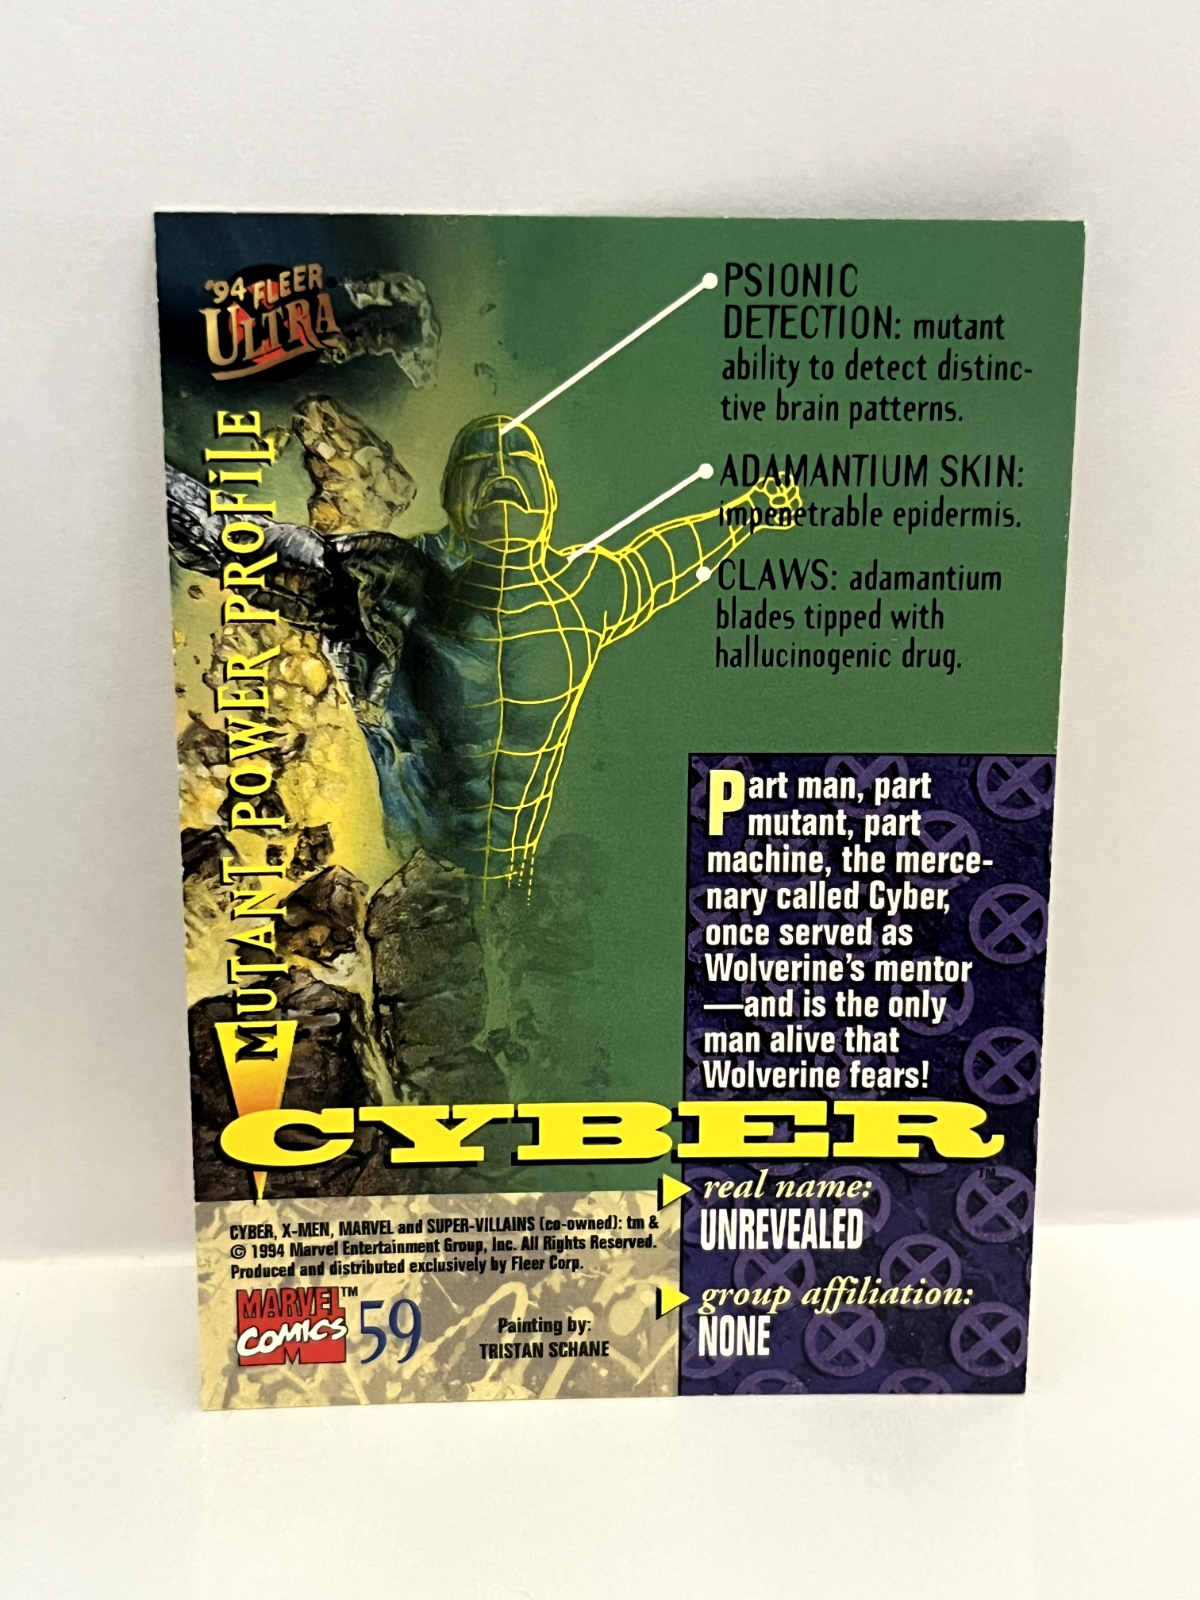 '94 FLEER
ULTRA
MUTANT POWER PROFiLE
PSIONIC
DETECTION: mutant
ability to detect distinc-
tive brain patterns.
ADAMANTIUM SKIN:
impenetrable epidermis.
CLAWS: adamantium
blades tipped with
hallucinogenic drug.
Part man, part
mutant, part
machine, the merce-
nary called Cyber,
once served as
Wolverine's mentor
—and is the only
man alive that
Wolverine fears!
CYBER™
real name:
UNREVEALED
group affiliation:
NONE
CYBER, X-MEN, MARVEL and SUPER-VILLAINS (co-owned): tm &
© 1994 Marvel Entertainment Group, Inc. All Rights Reserved.
Produced and distributed exclusively by Fleer Corp.
MARVEL™
COMICS
M
59
Painting by:
TRISTAN SCHANE